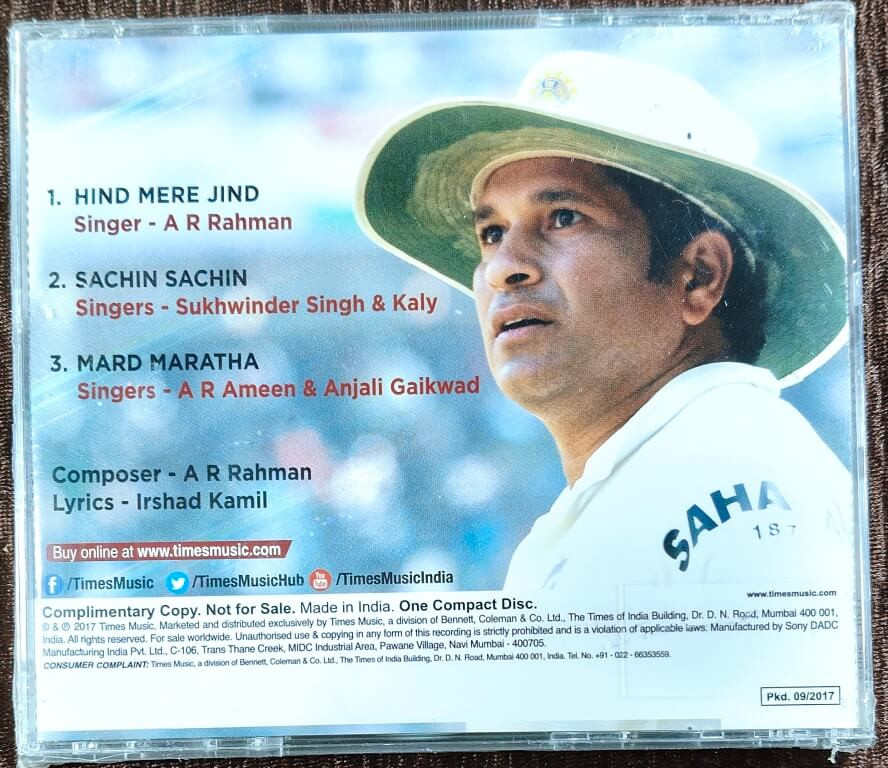 1. HIND MERE JIND
Singer - A R Rahman
2. SACHIN SACHIN
Singers - Sukhwinder Singh & Kaly
3. MARD MARATHA
Singers - A R Ameen & Anjali Gaikwad
Composer - A R Rahman
Lyrics - Irshad Kamil
SAHA
187
Buy online at www.timesmusic.com
f /TimesMusic /TimesMusicHub You Tube /TimesMusicIndia
www.timesmusic.com
Complimentary Copy. Not for Sale. Made in India. One Compact Disc.
© & ℗ 2017 Times Music. Marketed and distributed exclusively by Times Music, a division of Bennett, Coleman & Co. Ltd., The Times of India Building, Dr. D. N. Road, Mumbai 400 001,
India. All rights reserved. For sale worldwide. Unauthorised use & copying in any form of this recording is strictly prohibited and is a violation of applicable laws. Manufactured by Sony DADC
Manufacturing India Pvt. Ltd., C-106, Trans Thane Creek, MIDC Industrial Area, Pawane Village, Navi Mumbai - 400705.
CONSUMER COMPLAINT: Times Music, a division of Bennett, Coleman & Co. Ltd., The Times of India Building, Dr. D. N. Road, Mumbai 400 001, India. Tel. No. +91 - 022 - 66353559.
Pkd. 09/2017